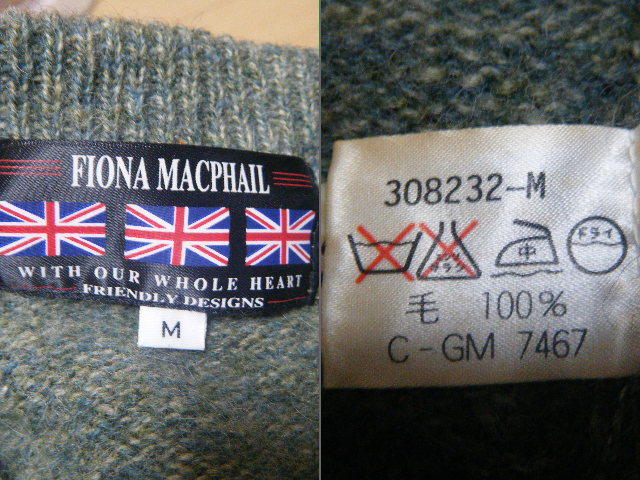 FIONA MACPHAIL
WITH OUR WHOLE HEART
FRIENDLY DESIGNS
M
308232-M
中 ドライ
毛 100%
C-GM 7467